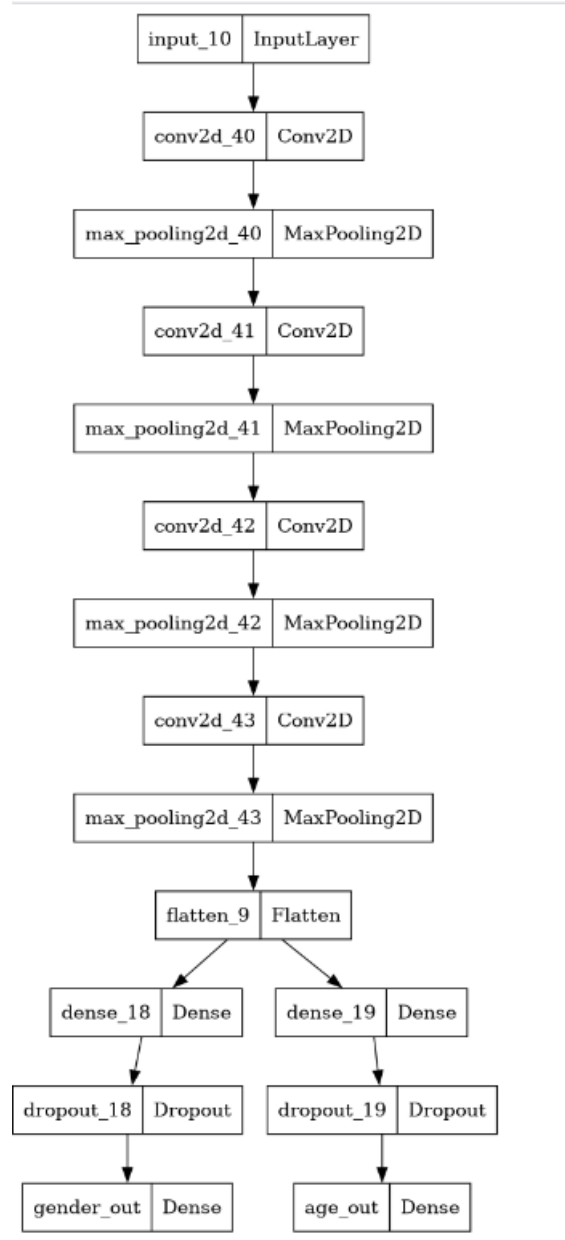 input_10 InputLayer
conv2d_40 Conv2D
max_pooling2d_40 MaxPooling2D
conv2d_41 Conv2D
max_pooling2d_41 MaxPooling2D
conv2d_42 Conv2D
max_pooling2d_42 MaxPooling2D
conv2d_43 Conv2D
max_pooling2d_43 MaxPooling2D
flatten_9 Flatten
dense_18 Dense dense_19 Dense
dropout_18 Dropout dropout_19 Dropout
gender_out Dense age_out Dense